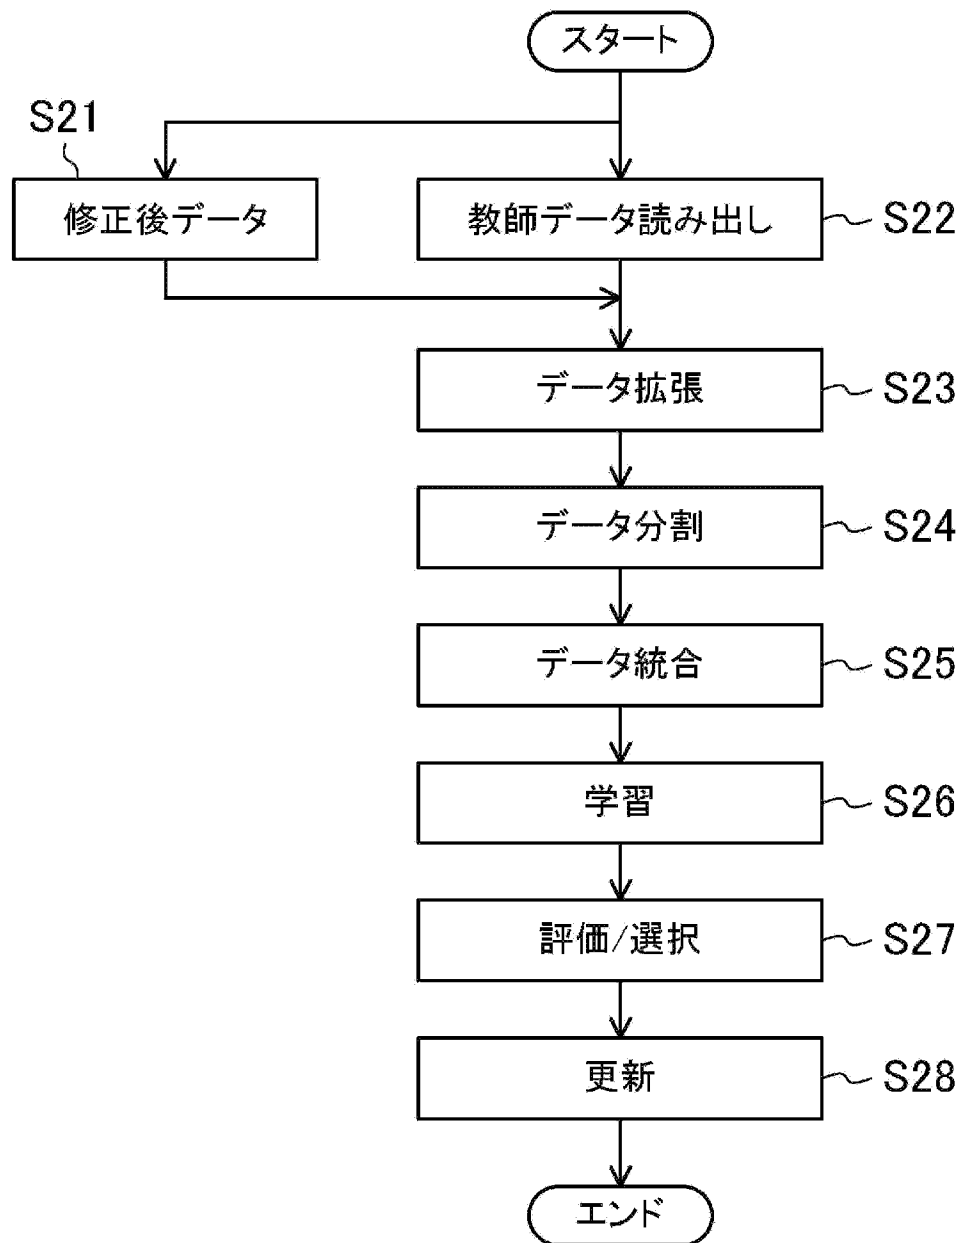 スタート
S21
修正後データ
教師データ読み出し
S22
データ拡張
S23
データ分割
S24
データ統合
S25
学習
S26
評価/選択
S27
更新
S28
エンド